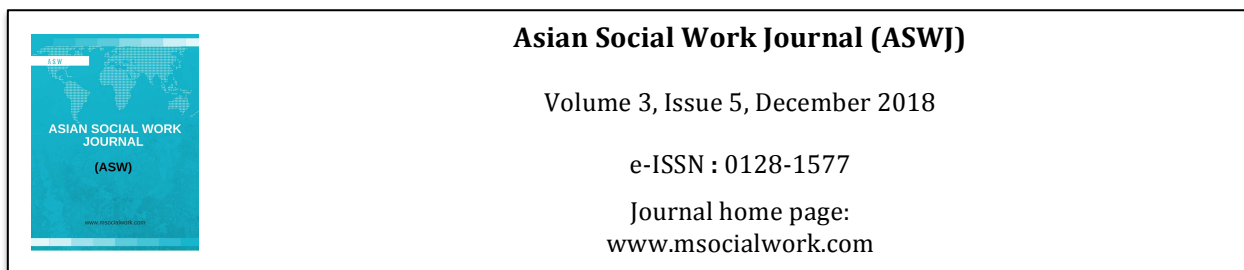 ASW
ASIAN SOCIAL WORK
JOURNAL
(ASW)
www.msocialwork.com
Asian Social Work Journal (ASWJ)
Volume 3, Issue 5, December 2018
e-ISSN : 0128-1577
Journal home page:
www.msocialwork.com